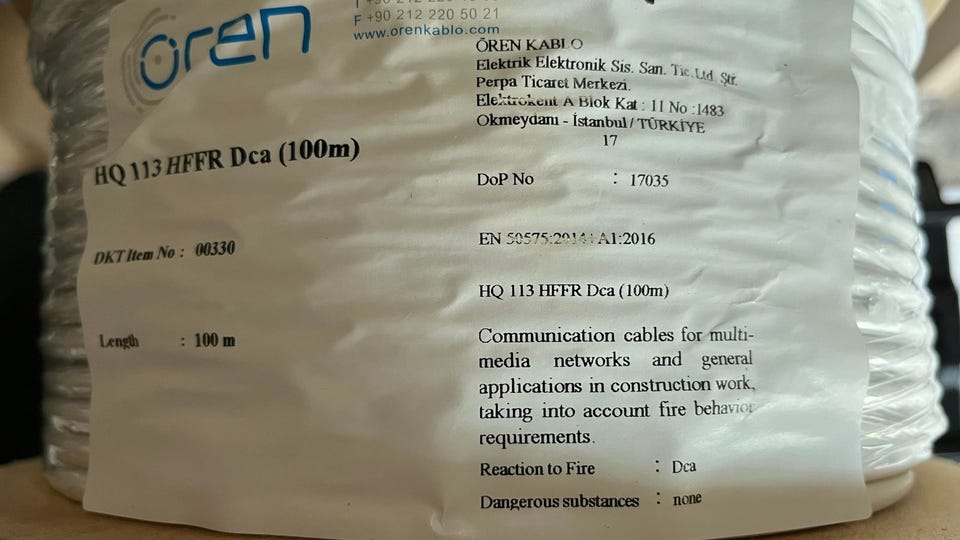 ören
F +90 212 220 50 21
www.orenkablo.com
HQ 113 HFFR Dca (100m)
DKT Item No : 00330
Length : 100 m
ÖREN KABLO
Elektrik Elektronik Sis. San. Tic. Ltd. Şti.
Perpa Ticaret Merkezi.
Elektrokent A Blok Kat : 11 No :1483
Okmeydanı - İstanbul / TÜRKİYE
17
DoP No : 17035
EN 50575:2014+A1:2016
HQ 113 HFFR Dca (100m)
Communication cables for multi-
media networks and general
applications in construction work,
taking into account fire behavior
requirements.
Reaction to Fire : Dca
Dangerous substances : none